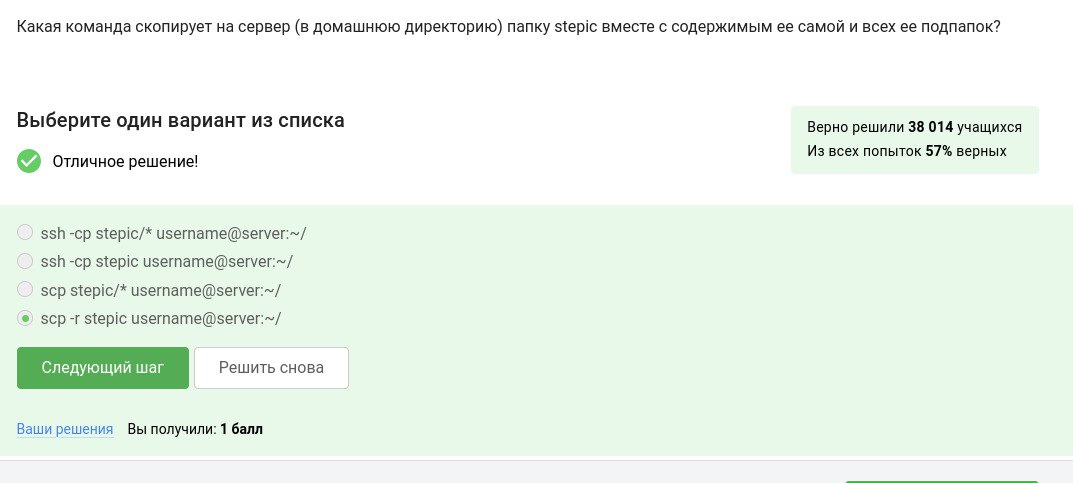 Какая команда скопирует на сервер (в домашнюю директорию) папку stepic вместе с содержимым ее самой и всех ее подпапок?
Выберите один вариант из списка
Верно решили 38 014 учащихся
Из всех попыток 57% верных
Отличное решение!
ssh -cp stepic/* username@server:~/
ssh -cp stepic username@server:~/
scp stepic/* username@server:~/
scp -r stepic username@server:~/
Следующий шаг
Решить снова
Ваши решения Вы получили: 1 балл